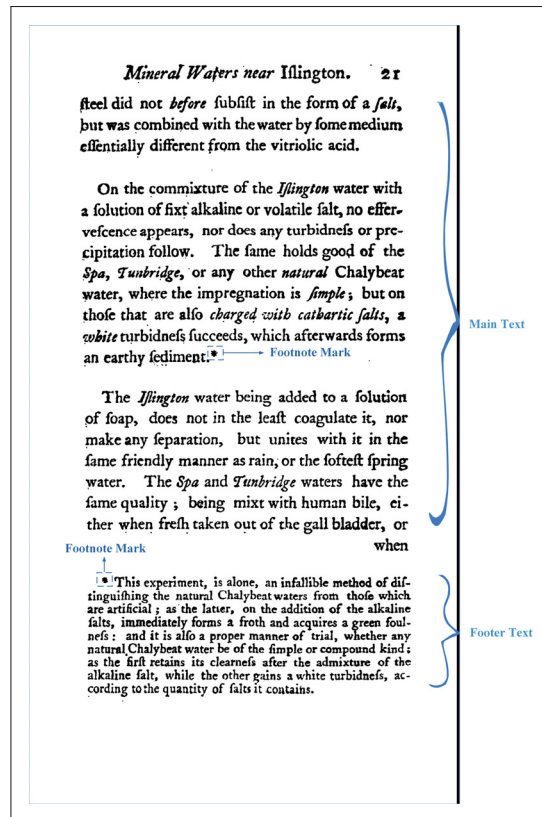 Mineral Waters near Iſlington. 21
ſteel did not before ſubſiſt in the form of a ſalt,
but was combined with the water by ſome medium
eſſentially different from the vitriolic acid.
On the commixture of the Iſlington water with
a ſolution of fixt alkaline or volatile ſalt, no effer-
veſcence appears, nor does any turbidneſs or pre-
cipitation follow. The ſame holds good of the
Spa, Tunbridge, or any other natural Chalybeat
water, where the impregnation is ſimple; but on
thoſe that are alſo charged with cathartic ſalts, a
white turbidneſs ſucceeds, which afterwards forms
an earthy ſediment.* Footnote Mark
Main Text
The Iſlington water being added to a ſolution
of ſoap, does not in the leaſt coagulate it, nor
make any ſeparation, but unites with it in the
ſame friendly manner as rain, or the ſofteſt ſpring
water. The Spa and Tunbridge waters have the
ſame quality; being mixt with human bile, ei-
ther when freſh taken out of the gall bladder, or
when
Footnote Mark
* This experiment, is alone, an infallible method of diſ-
tinguiſhing the natural Chalybeat waters from thoſe which
are artificial; as the latter, on the addition of the alkaline
ſalts, immediately forms a froth and acquires a green foul-
neſs: and it is alſo a proper manner of trial, whether any
natural Chalybeat water be of the ſimple or compound kind;
as the firſt retains its clearneſs after the admixture of the
alkaline ſalt, while the other gains a white turbidneſs, ac-
cording to the quantity of ſalts it contains.
Footer Text